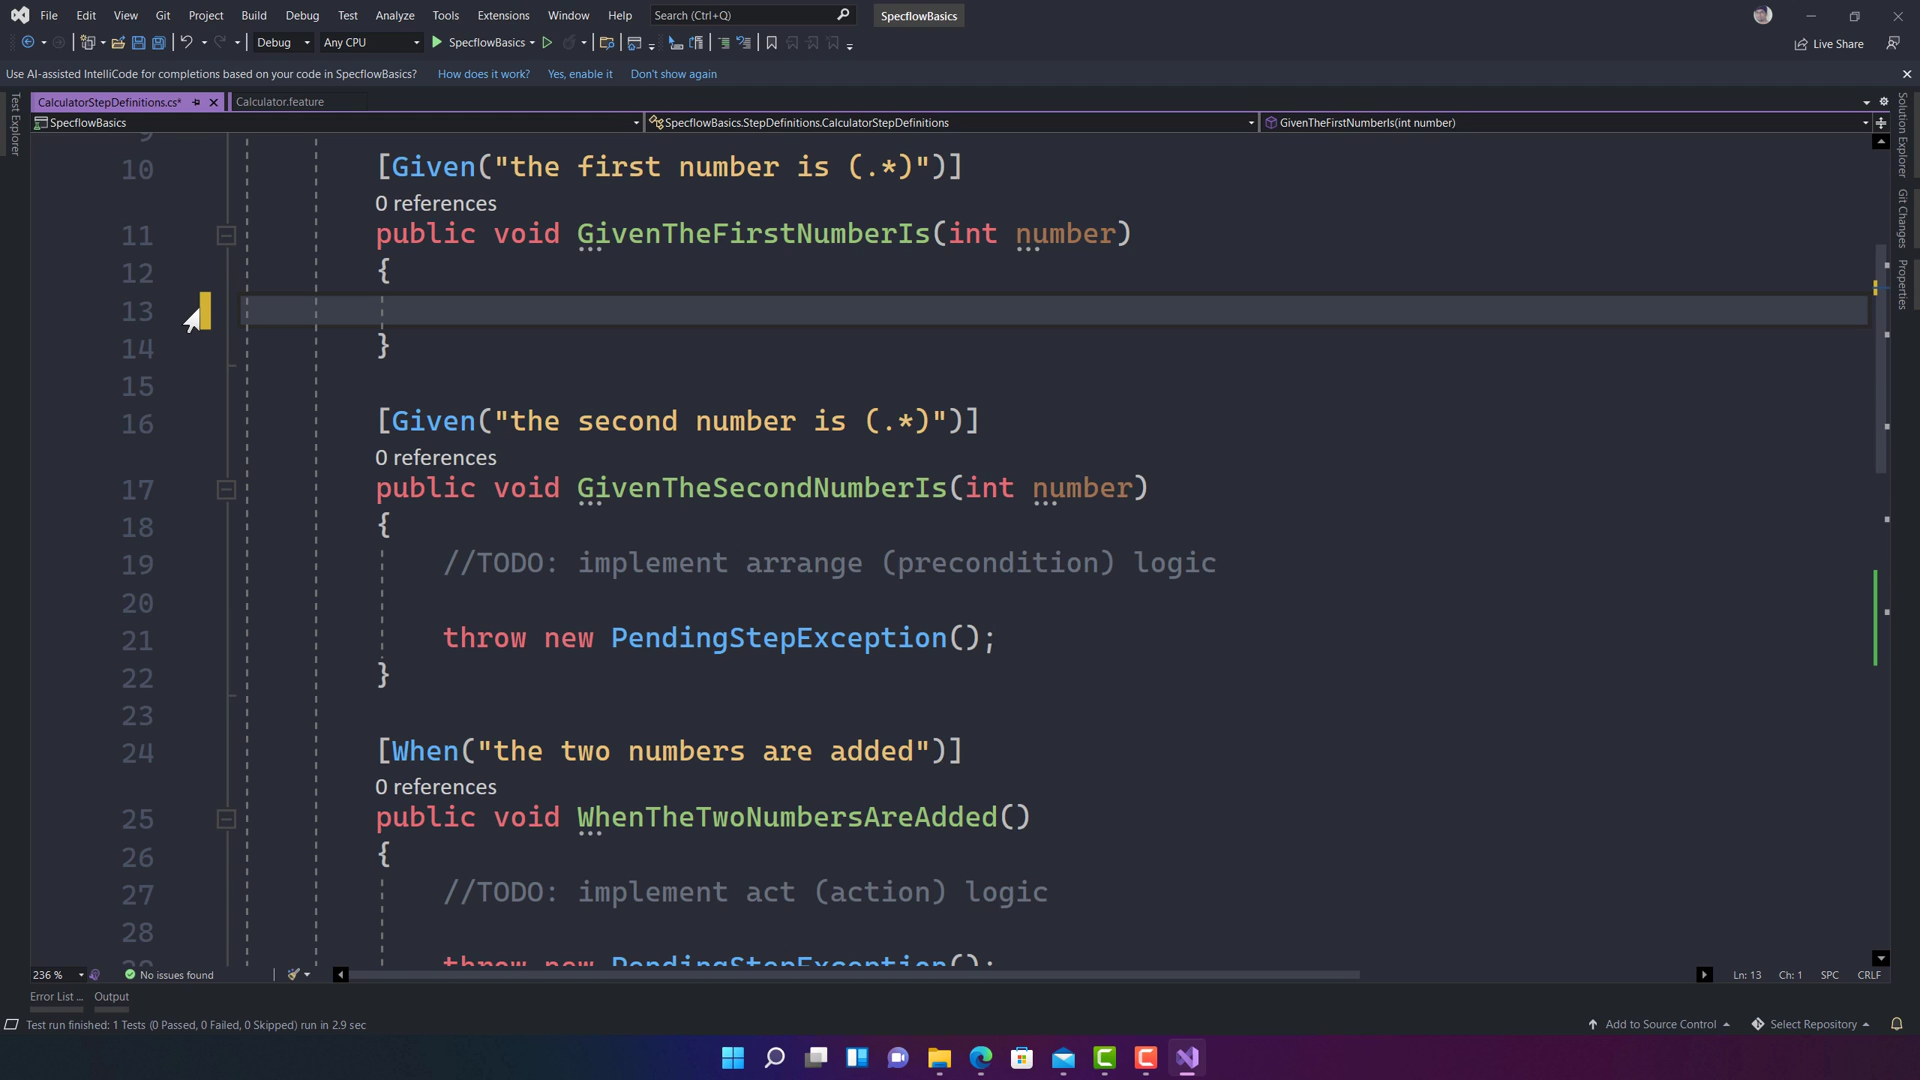 File Edit View Git Project Build Debug Test Analyze Tools Extensions Window Help Search (Ctrl+Q) SpecflowBasics
Debug Any CPU SpecflowBasics Live Share
Use AI-assisted IntelliCode for completions based on your code in SpecflowBasics? How does it work? Yes, enable it Don't show again
CalculatorStepDefinitions.cs* Calculator.feature
SpecflowBasics SpecflowBasics.StepDefinitions.CalculatorStepDefinitions GivenTheFirstNumberIs(int number)
Test Explorer
Solution Explorer
Git Changes
Properties
10 [Given("the first number is (.*)")]
0 references
11 public void GivenTheFirstNumberIs(int number)
12 {
13
14 }
15
16 [Given("the second number is (.*)")]
0 references
17 public void GivenTheSecondNumberIs(int number)
18 {
19 //TODO: implement arrange (precondition) logic
20
21 throw new PendingStepException();
22 }
23
24 [When("the two numbers are added")]
0 references
25 public void WhenTheTwoNumbersAreAdded()
26 {
27 //TODO: implement act (action) logic
28
throw new PendingStepException();
236 % No issues found Ln: 13 Ch: 1 SPC CRLF
Error List ... Output
Test run finished: 1 Tests (0 Passed, 0 Failed, 0 Skipped) run in 2.9 sec Add to Source Control Select Repository